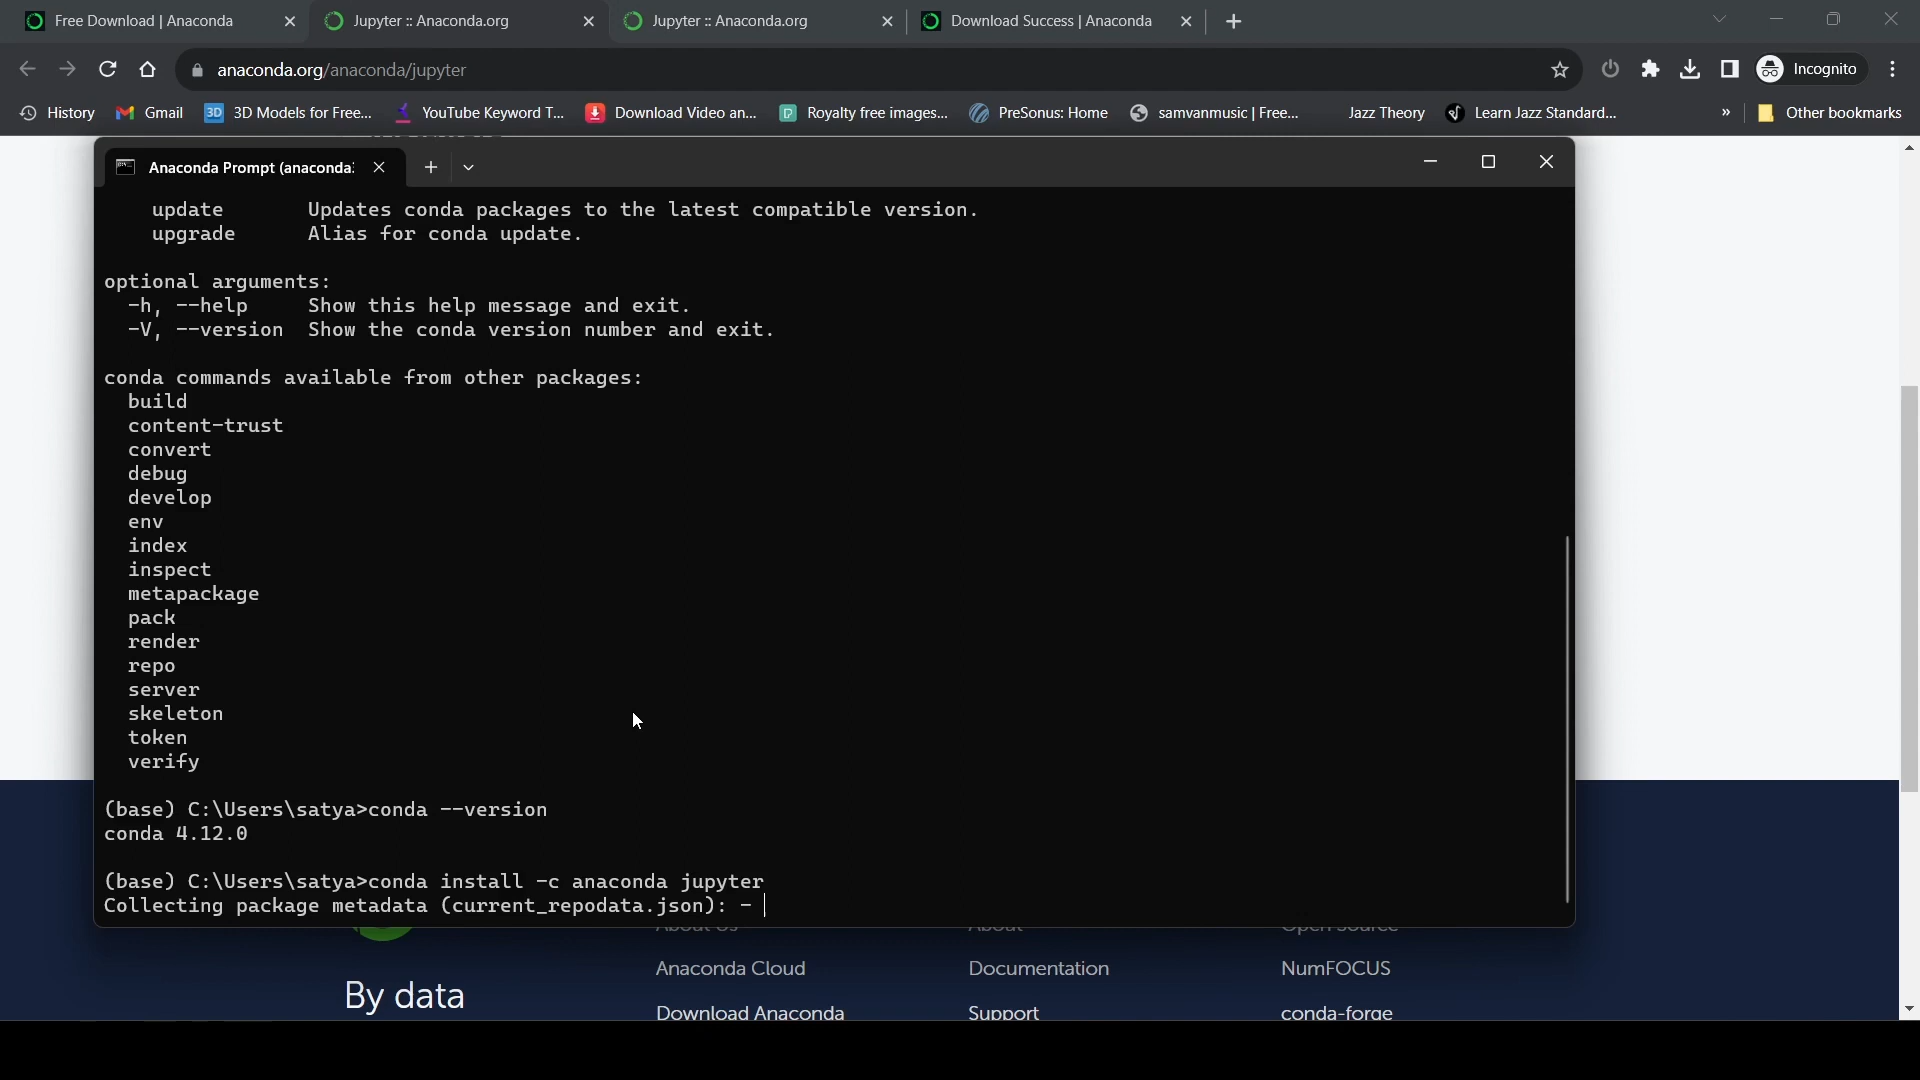 Free Download | Anaconda
Jupyter :: Anaconda.org
Jupyter :: Anaconda.org
Download Success | Anaconda
anaconda.org/anaconda/jupyter
Incognito
History
Gmail
3D Models for Free...
YouTube Keyword T...
Download Video an...
Royalty free images...
PreSonus: Home
samvanmusic | Free...
Jazz Theory
Learn Jazz Standard...
»
Other bookmarks
Anaconda Prompt (anaconda
update Updates conda packages to the latest compatible version.
upgrade Alias for conda update.
optional arguments:
-h, --help Show this help message and exit.
-V, --version Show the conda version number and exit.
conda commands available from other packages:
build
content-trust
convert
debug
develop
env
index
inspect
metapackage
pack
render
repo
server
skeleton
token
verify
(base) C:\Users\satya>conda --version
conda 4.12.0
(base) C:\Users\satya>conda install -c anaconda jupyter
Collecting package metadata (current_repodata.json): -
About Us
About
Open Source
Anaconda Cloud
Documentation
NumFOCUS
By data
Download Anaconda
Support
conda-forge